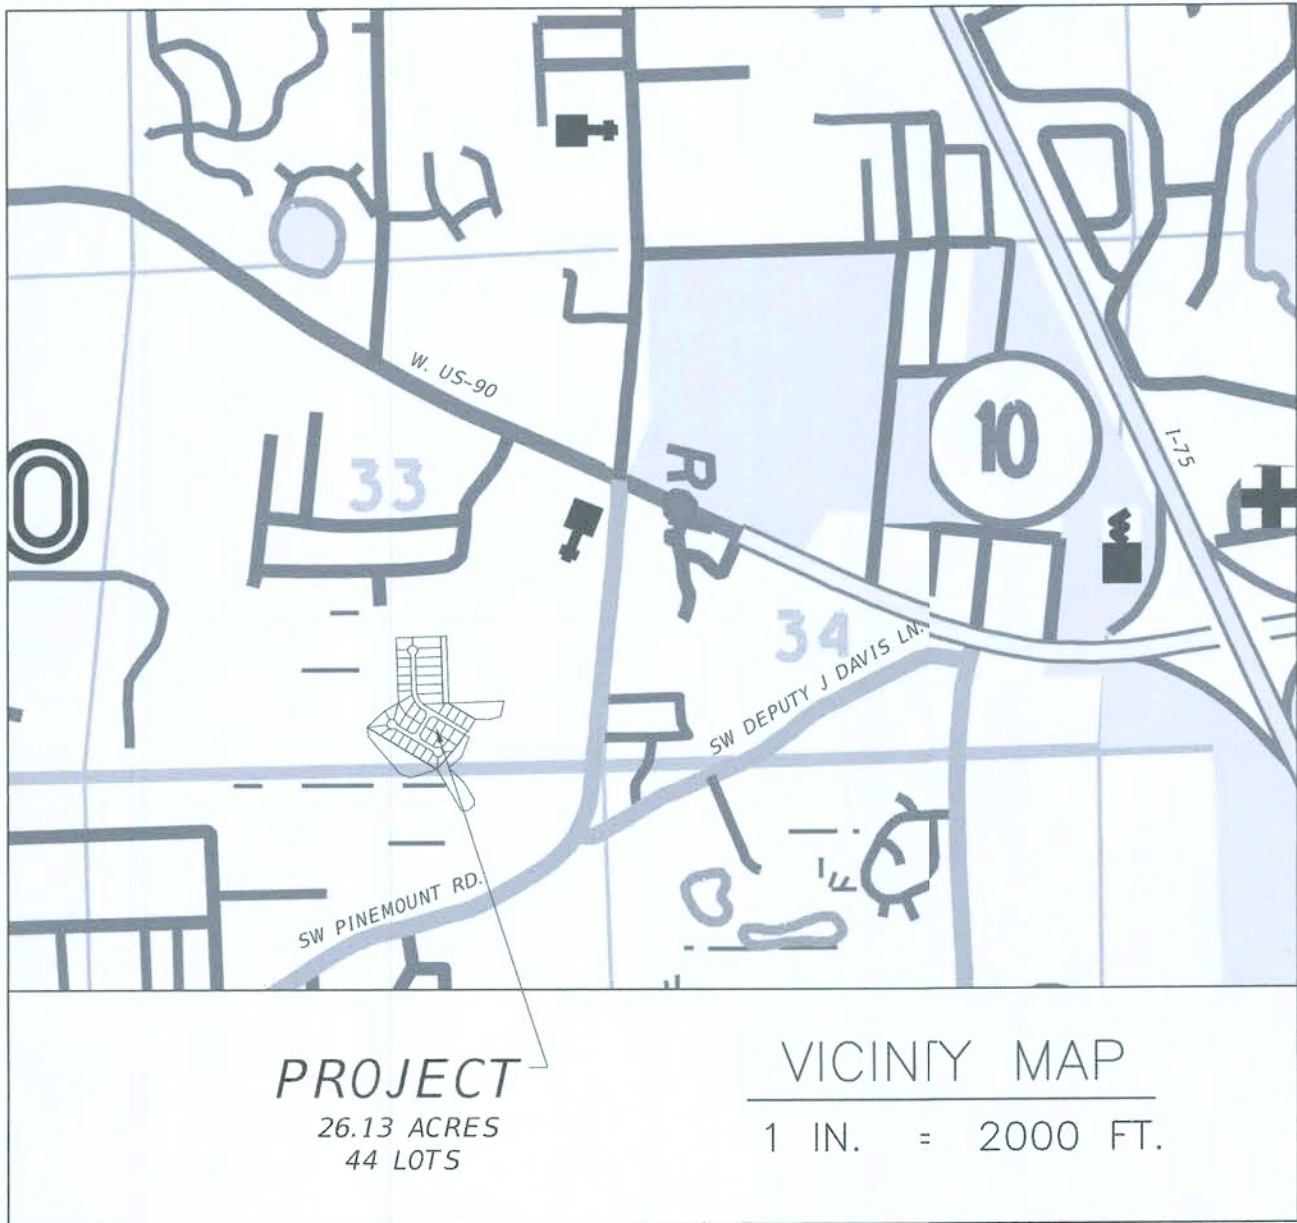 W. US-90
I-75
10
R
33
34
SW DEPUTY J DAVIS LN.
SW PINEMOUNT RD.
PROJECT
26.13 ACRES
44 LOTS
VICINIY MAP
1 IN. = 2000 FT.